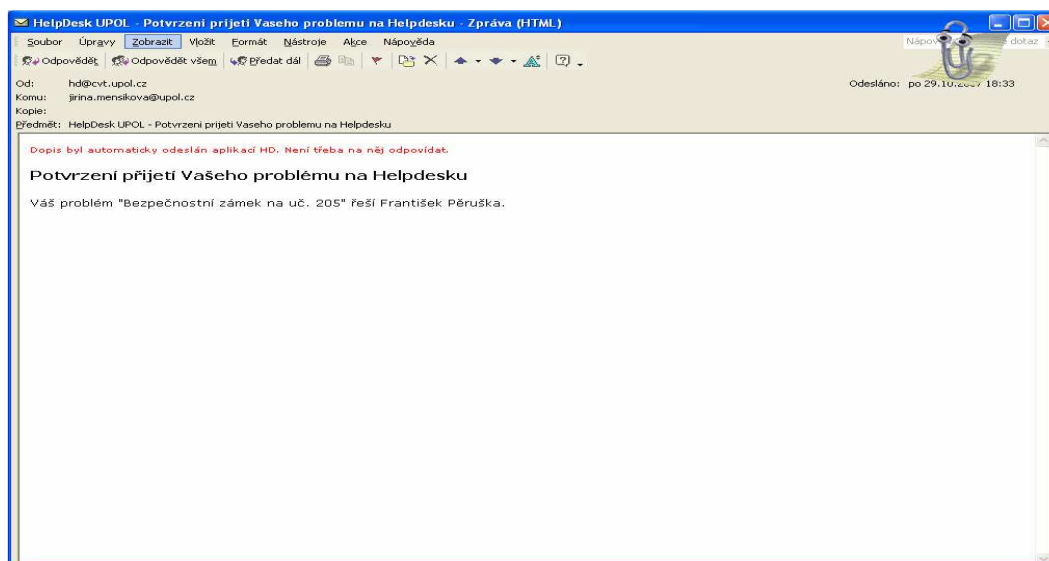 HelpDesk UPOL - Potvrzeni prijeti Vaseho problemu na Helpdesku - Zpráva (HTML)
Soubor Úpravy Zobrazit Vložit Formát Nástroje Akce Nápověda dotaz
Odpovědět Odpovědět všem Předat dál
Od: hd@cvt.upol.cz Odesláno: po 29.10. 18:33
Komu: jirina.mensikova@upol.cz
Kopie:
Předmět: HelpDesk UPOL - Potvrzeni prijeti Vaseho problemu na Helpdesku
Dopis byl automaticky odeslán aplikací HD. Není třeba na něj odpovídat.
Potvrzení přijetí Vašeho problému na Helpdesku
Váš problém "Bezpečnostní zámek na uč. 205" řeší František Pěruška.